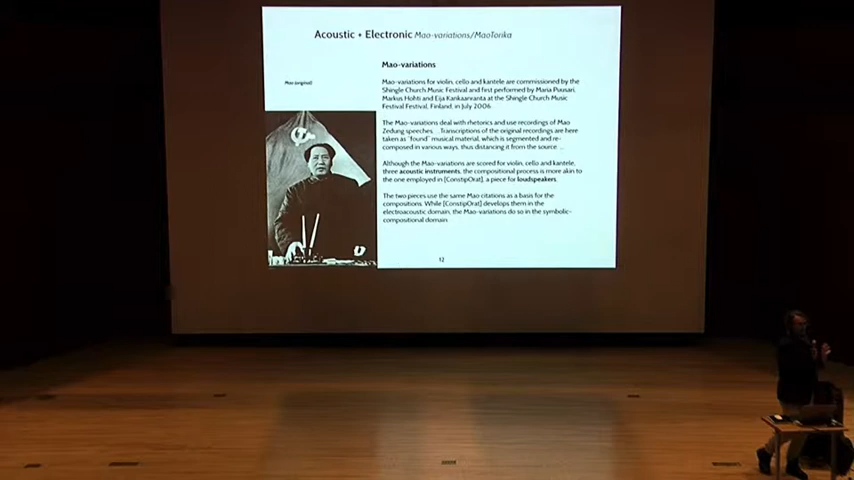 Acoustic + Electronic Mao-variations/MaoTonka
Mao-variations
Mao (original)
Mao-variations for violin, cello and kantele are commissioned by the
Shingle Church Music Festival and first performed by Maria Puusari,
Markus Hohti and Eija Kankaanranta at the Shingle Church Music
Festival Festival, Finland, in July 2006.
The Mao-variations deal with rhetorics and use recordings of Mao
Zedung speeches. ...Transcriptions of the original recordings are here
taken as "found" musical material, which is segmented and re-
composed in various ways, thus distancing it from the source. ...
Although the Mao-variations are scored for violin, cello and kantele,
three acoustic instruments, the compositional process is more akin to
the one employed in [ConstipOrat], a piece for loudspeakers.
The two pieces use the same Mao citations as a basis for the
compositions. While [ConstipOrat] develops them in the
electroacoustic domain, the Mao-variations do so in the symbolic-
compositional domain.
12